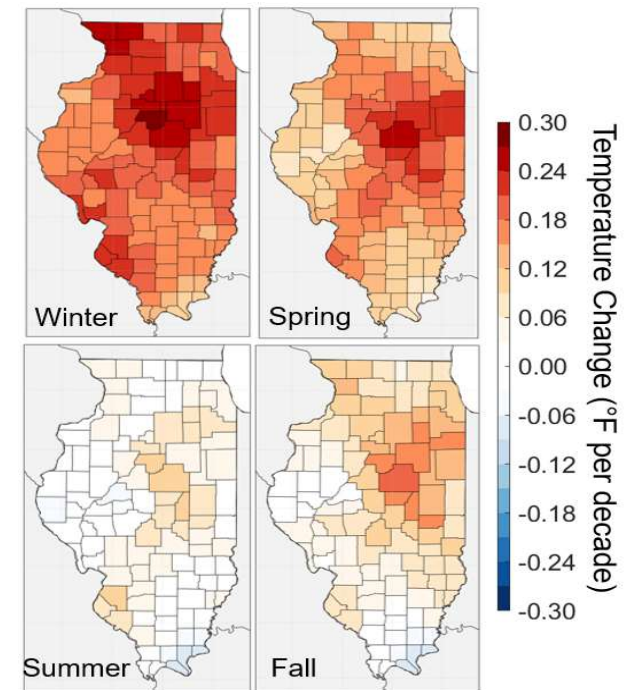 Winter
Spring
Summer
Fall
0.30
0.24
0.18
0.12
0.06
0.00
-0.06
-0.12
-0.18
-0.24
-0.30
Temperature Change (°F per decade)